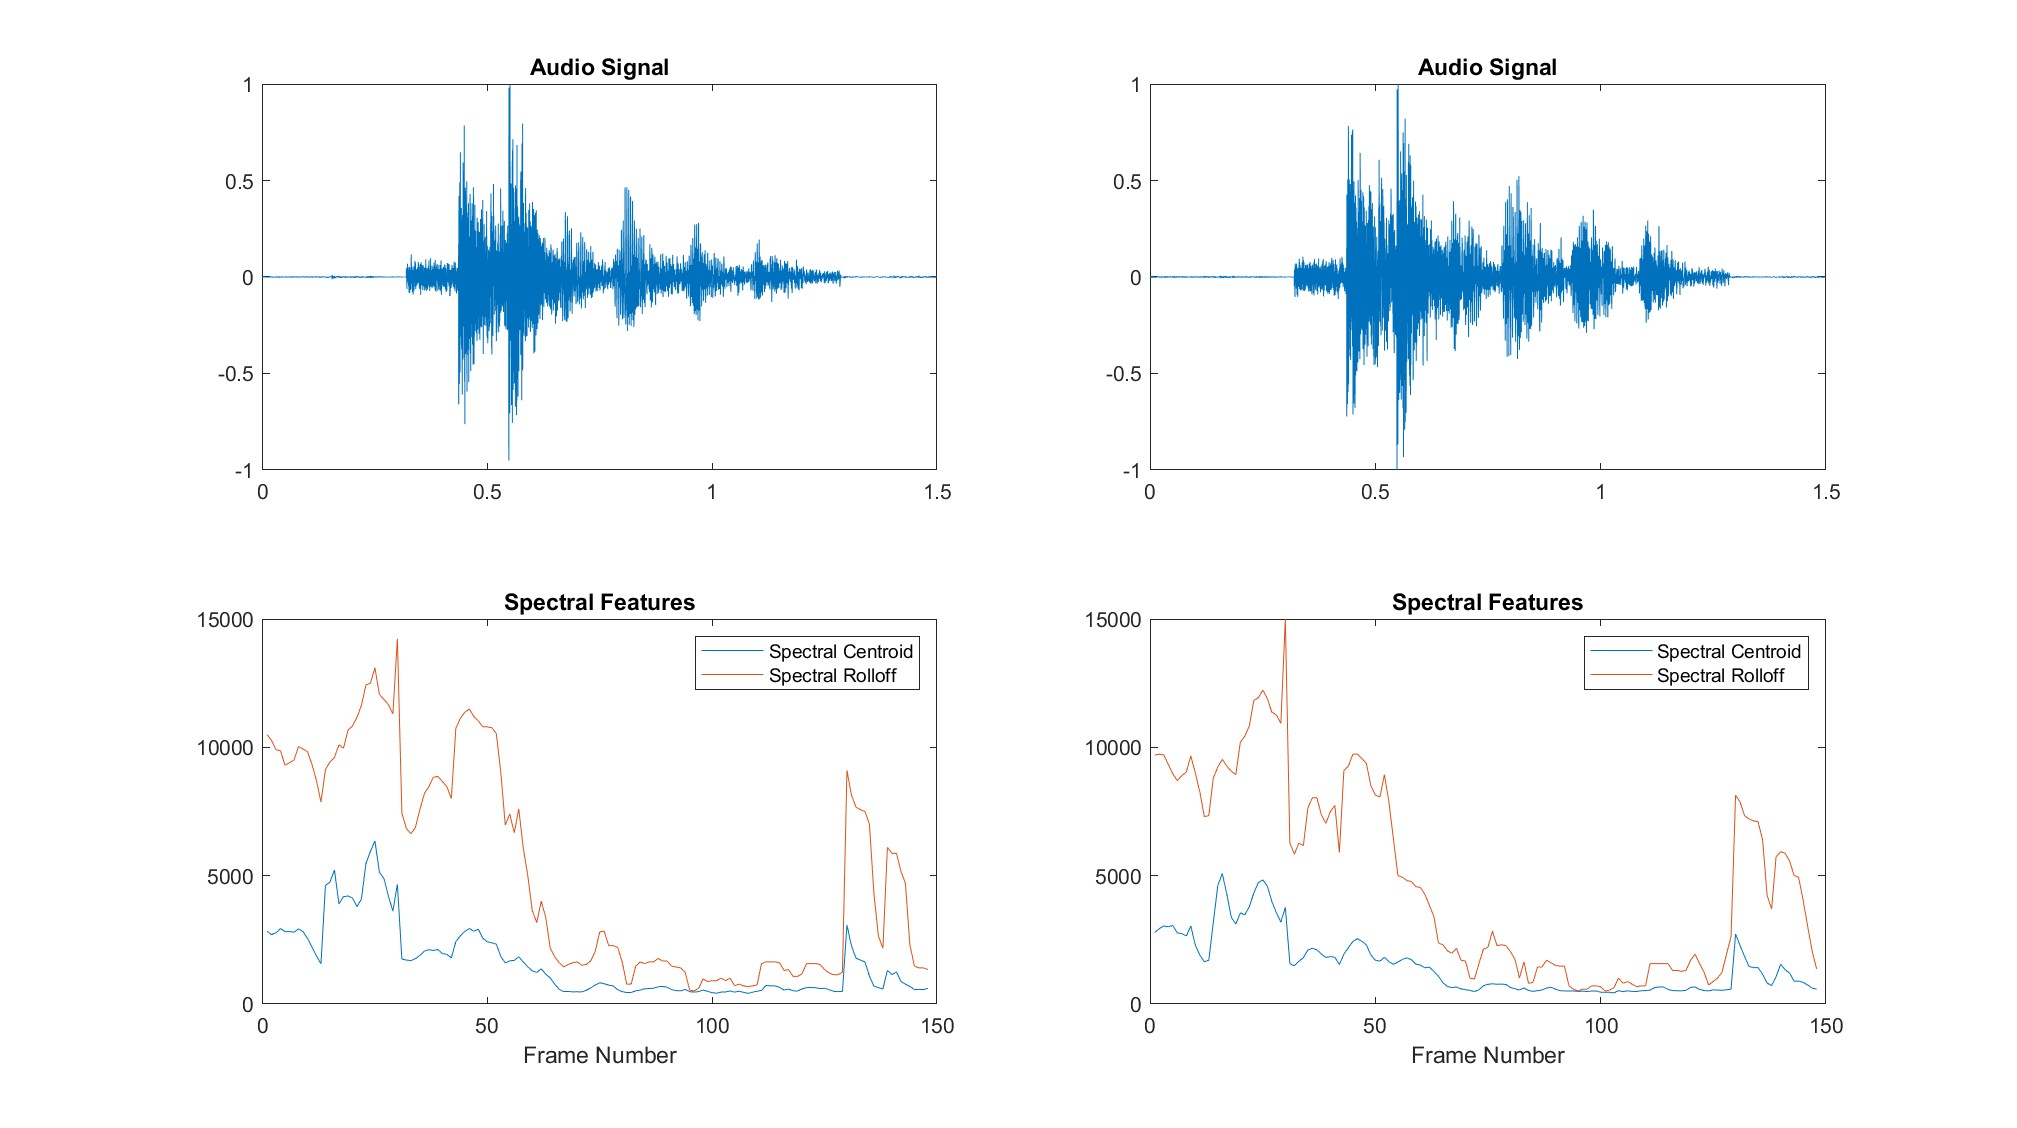 Audio Signal
1
0.5
0
-0.5
-1
0 0.5 1 1.5
Audio Signal
1
0.5
0
-0.5
-1
0 0.5 1 1.5
Spectral Features
15000
10000
5000
0
Spectral Centroid
Spectral Rolloff
0 50 100 150
Frame Number
Spectral Features
15000
10000
5000
0
Spectral Centroid
Spectral Rolloff
0 50 100 150
Frame Number